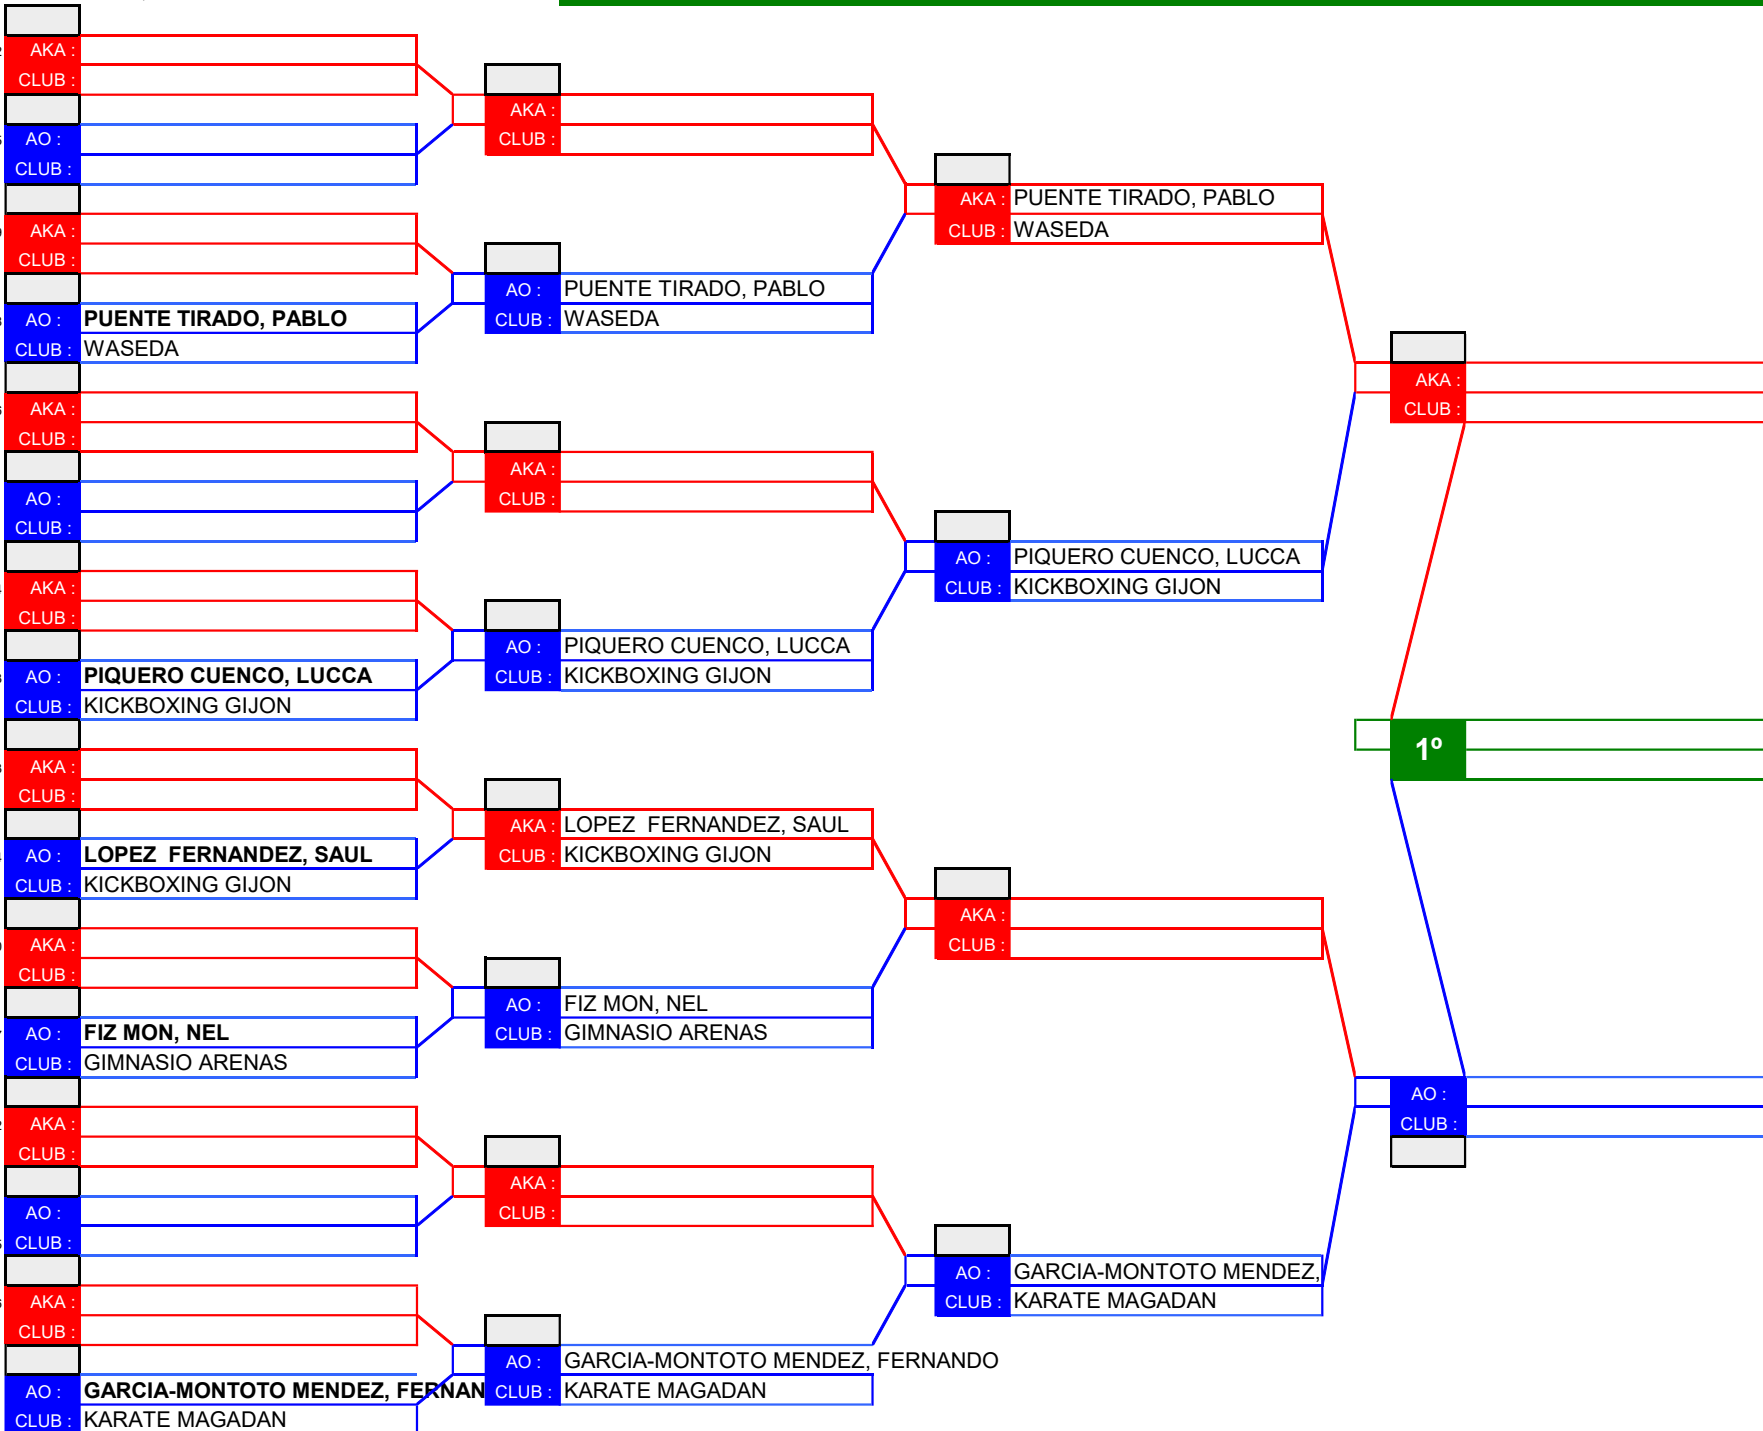 AKA :
CLUB :
AO :
CLUB :
AKA :
CLUB :
AO : PUENTE TIRADO, PABLO
CLUB : WASEDA
AKA :
CLUB :
AO :
CLUB :
AKA :
CLUB :
AO : PIQUERO CUENCO, LUCCA
CLUB : KICKBOXING GIJON
AKA :
CLUB :
AO : LOPEZ  FERNANDEZ, SAUL
CLUB : KICKBOXING GIJON
AKA :
CLUB :
AO : FIZ MON, NEL
CLUB : GIMNASIO ARENAS
AKA :
CLUB :
AO :
CLUB :
AKA :
CLUB :
AO : GARCIA-MONTOTO MENDEZ, FERNAN
CLUB : KARATE MAGADAN
AKA :
CLUB :
AO : PUENTE TIRADO, PABLO
CLUB : WASEDA
AKA :
CLUB :
AO : PIQUERO CUENCO, LUCCA
CLUB : KICKBOXING GIJON
AKA : LOPEZ  FERNANDEZ, SAUL
CLUB : KICKBOXING GIJON
AO : FIZ MON, NEL
CLUB : GIMNASIO ARENAS
AKA :
CLUB :
AO : GARCIA-MONTOTO MENDEZ, FERNANDO
CLUB : KARATE MAGADAN
AKA : PUENTE TIRADO, PABLO
CLUB : WASEDA
AO : PIQUERO CUENCO, LUCCA
CLUB : KICKBOXING GIJON
AKA :
CLUB :
AO : GARCIA-MONTOTO MENDEZ,
CLUB : KARATE MAGADAN
AKA :
CLUB :
1º
AO :
CLUB :